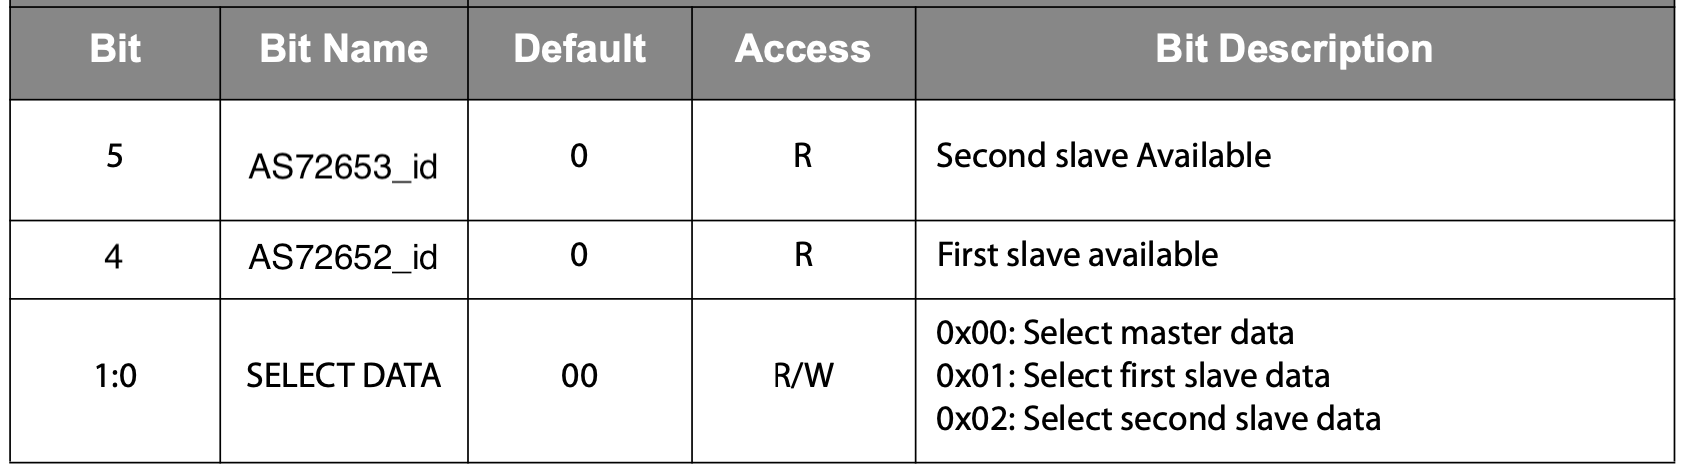 Bit Bit Name Default Access Bit Description
5 AS72653_id 0 R Second slave Available
4 AS72652_id 0 R First slave available
1:0 SELECT DATA 00 R/W 0x00: Select master data
0x01: Select first slave data
0x02: Select second slave data